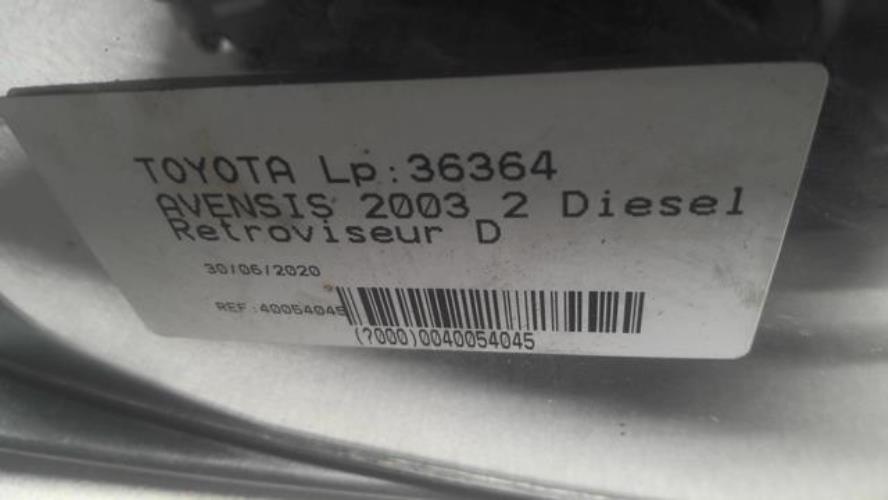 TOYOTA Lp:36364
AVENSIS 2003 2 Diesel
Retroviseur D
30/06/2020
REF:40054045
(?000)0040054045